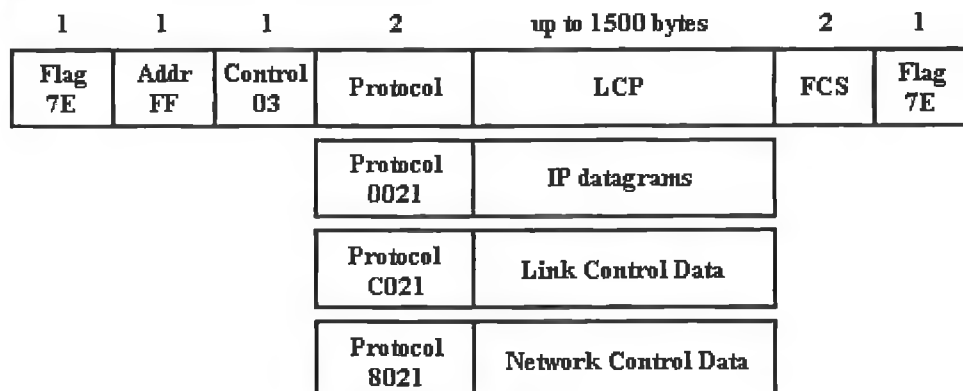 1 1 1 2 up to 1500 bytes 2 1
Flag Addr Control Protocol LCP FCS Flag
7E FF 03 7E
Protocol IP datagrams
0021
Protocol Link Control Data
C021
Protocol Network Control Data
8021